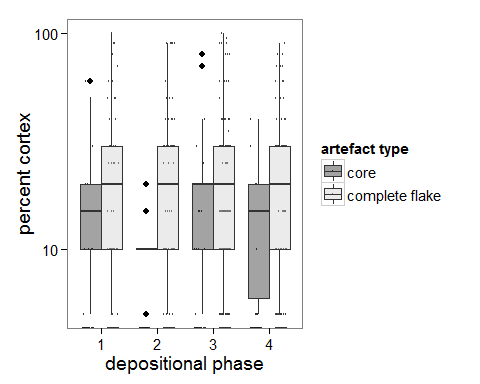 percent cortex
100
10
1 2 3 4
depositional phase
artefact type
core
complete flake